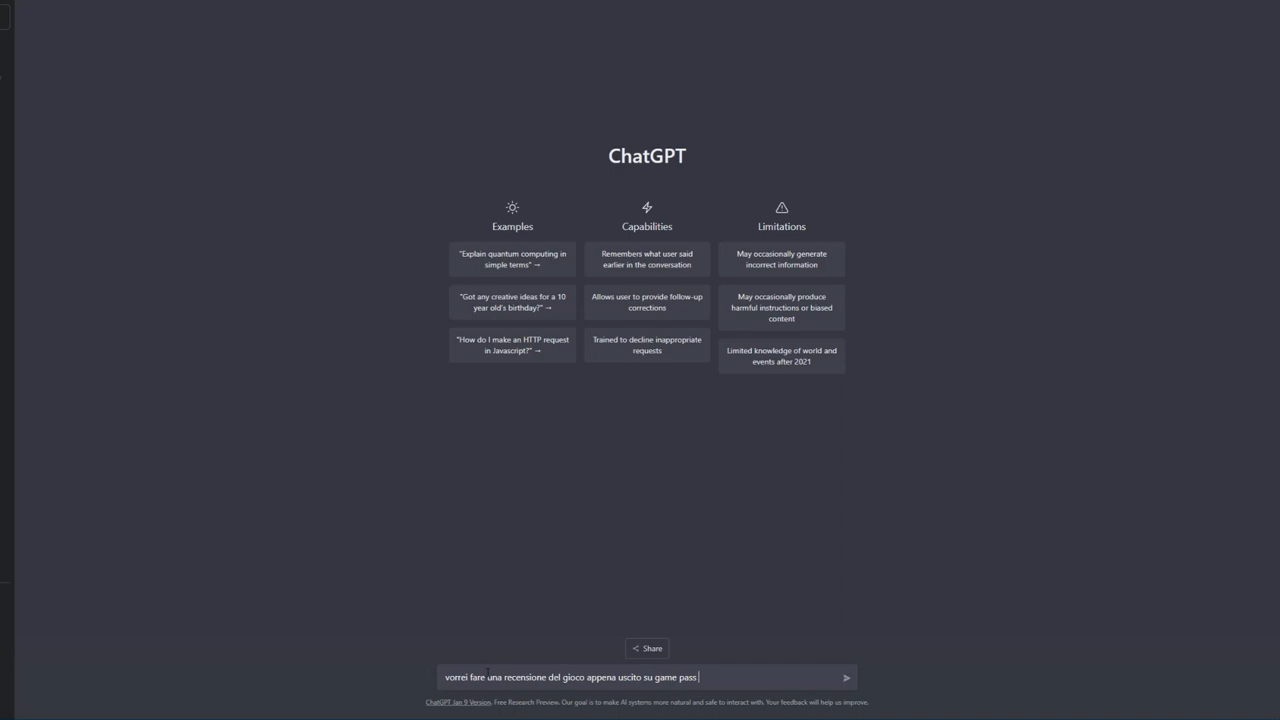 ChatGPT
Examples
Capabilities
Limitations
"Explain quantum computing in
simple terms" →
Remembers what user said
earlier in the conversation
May occasionally generate
incorrect information
"Got any creative ideas for a 10
year old's birthday?" →
Allows user to provide follow-up
corrections
May occasionally produce
harmful instructions or biased
content
"How do I make an HTTP request
in Javascript?" →
Trained to decline inappropriate
requests
Limited knowledge of world and
events after 2021
Share
vorrei fare una recensione del gioco appena uscito su game pass
ChatGPT Jan 9 Version. Free Research Preview. Our goal is to make AI systems more natural and safe to interact with. Your feedback will help us improve.